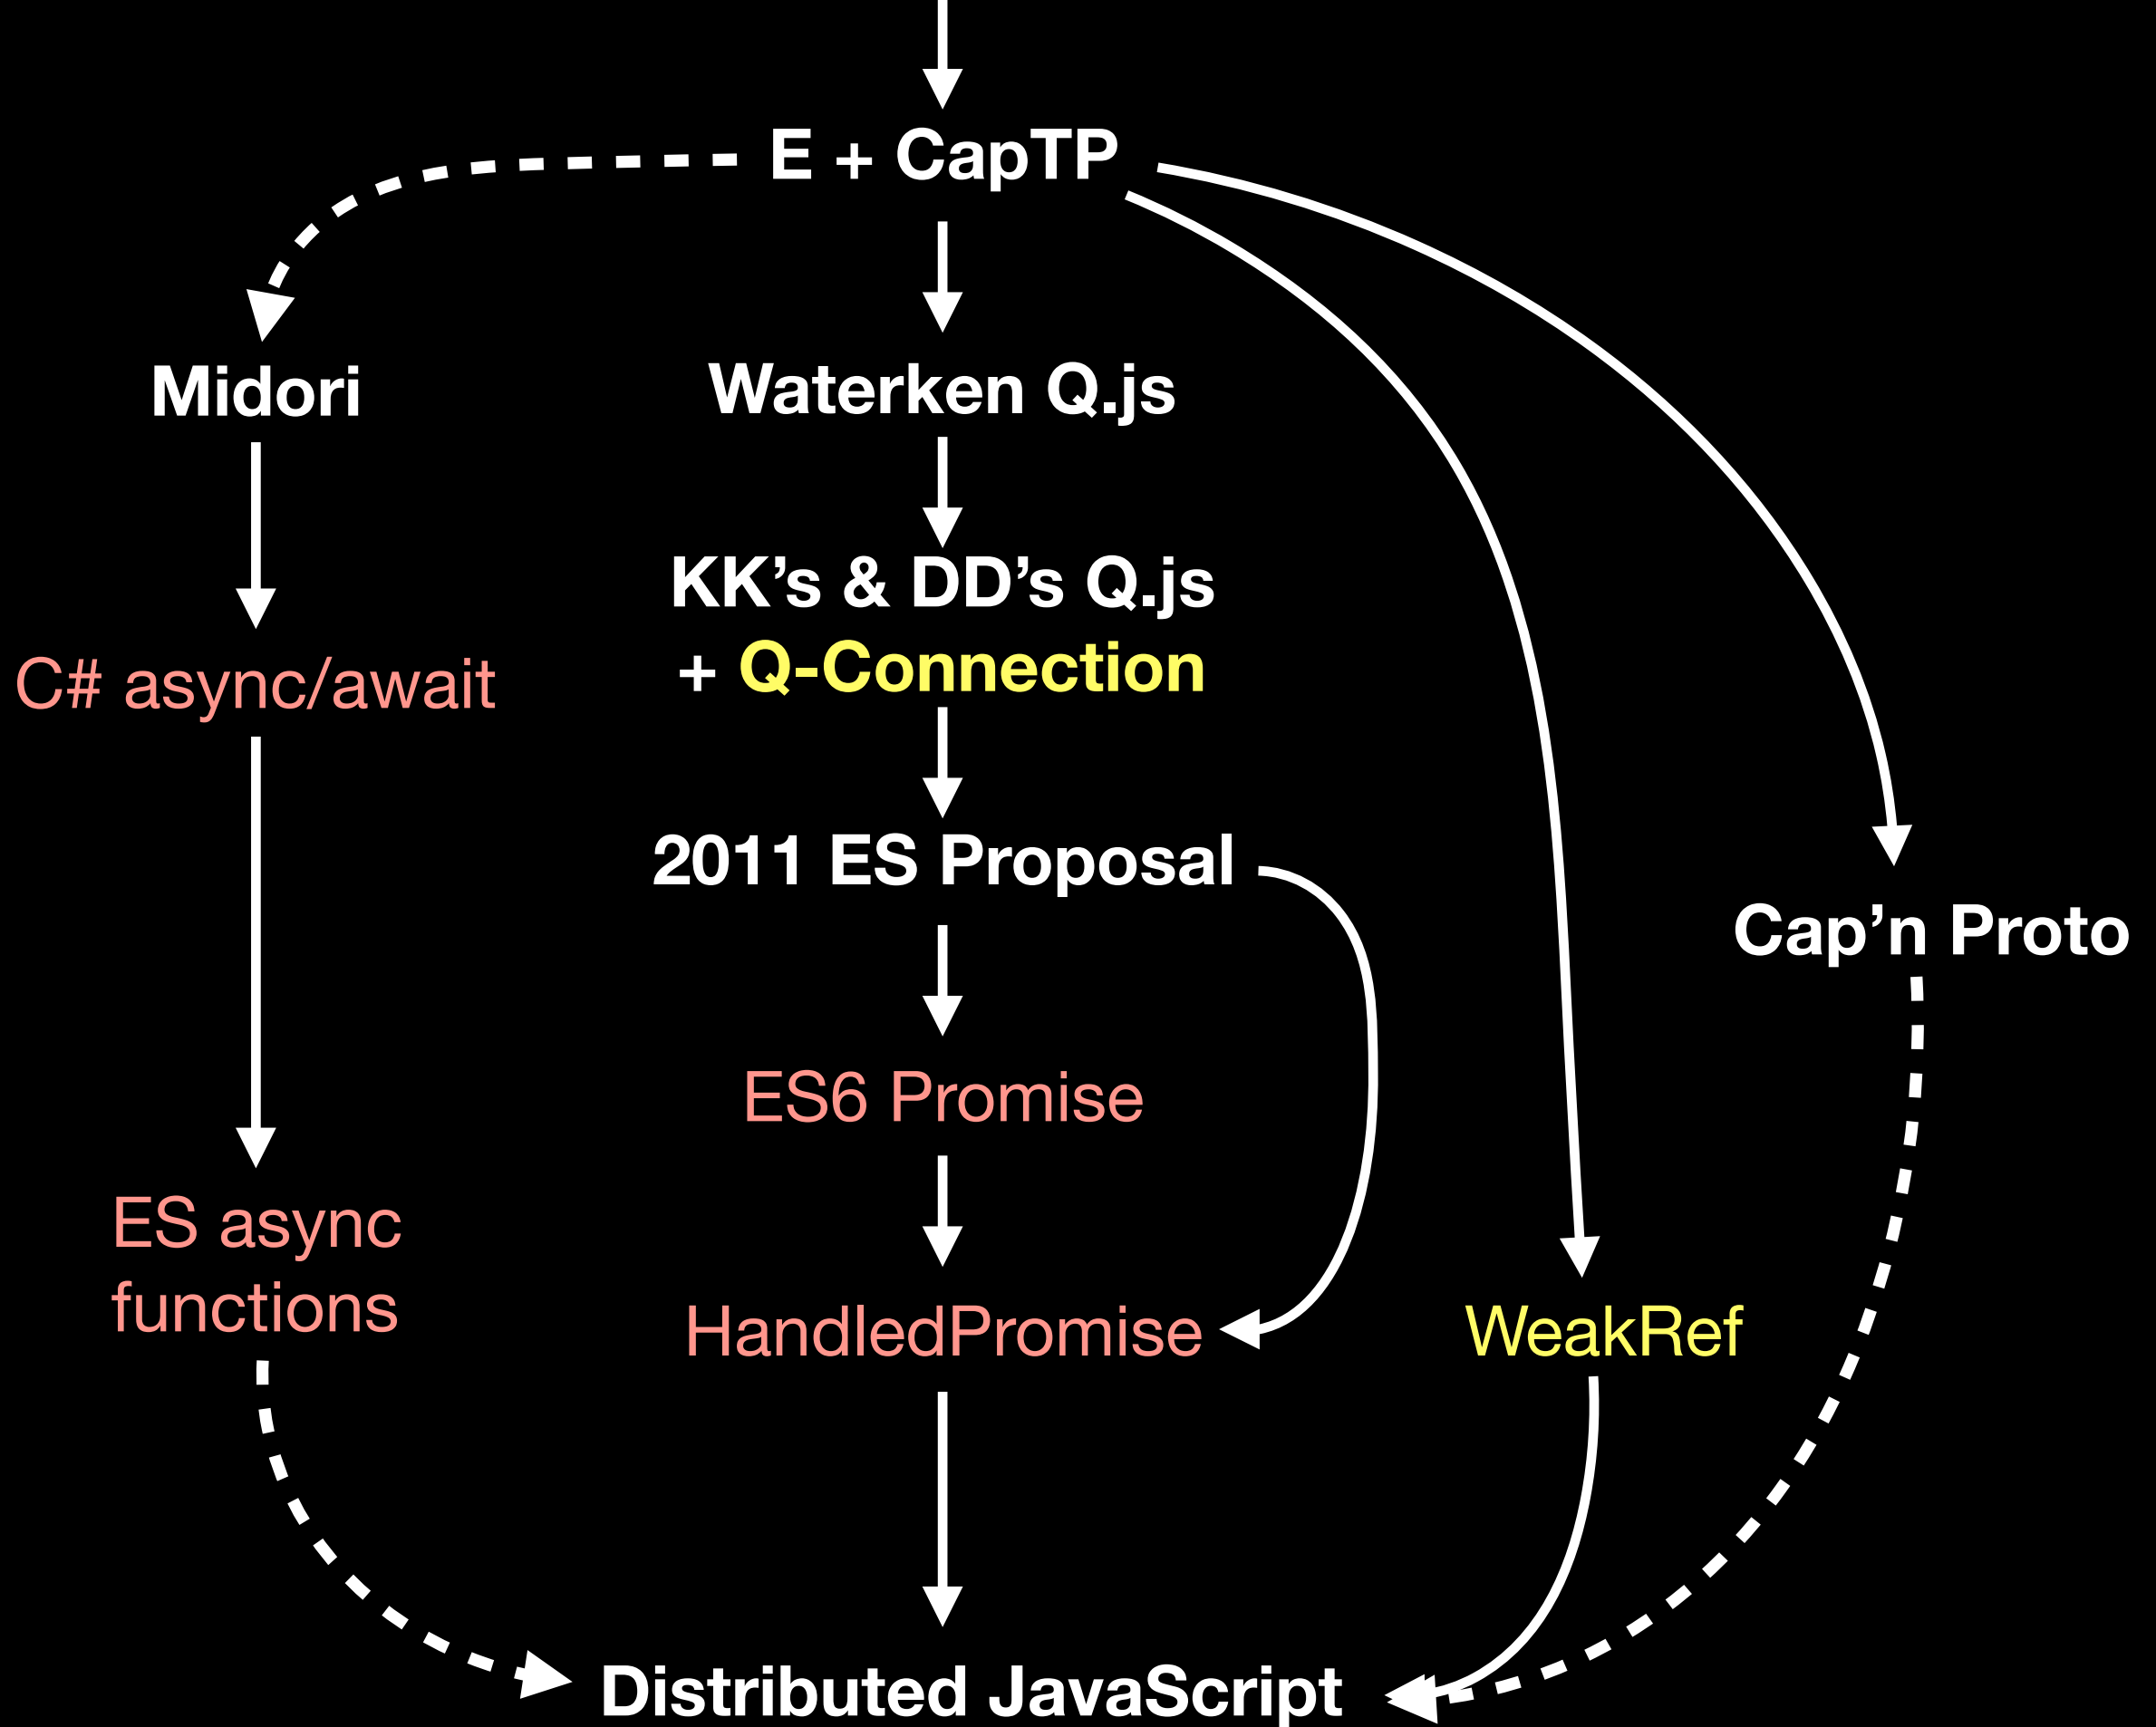 E + CapTP
Midori
Waterken Q.js
KK’s & DD’s Q.js
+ Q-Connection
C# async/await
2011 ES Proposal
Cap’n Proto
ES6 Promise
ES async
functions
HandledPromise
WeakRef
Distributed JavaScript